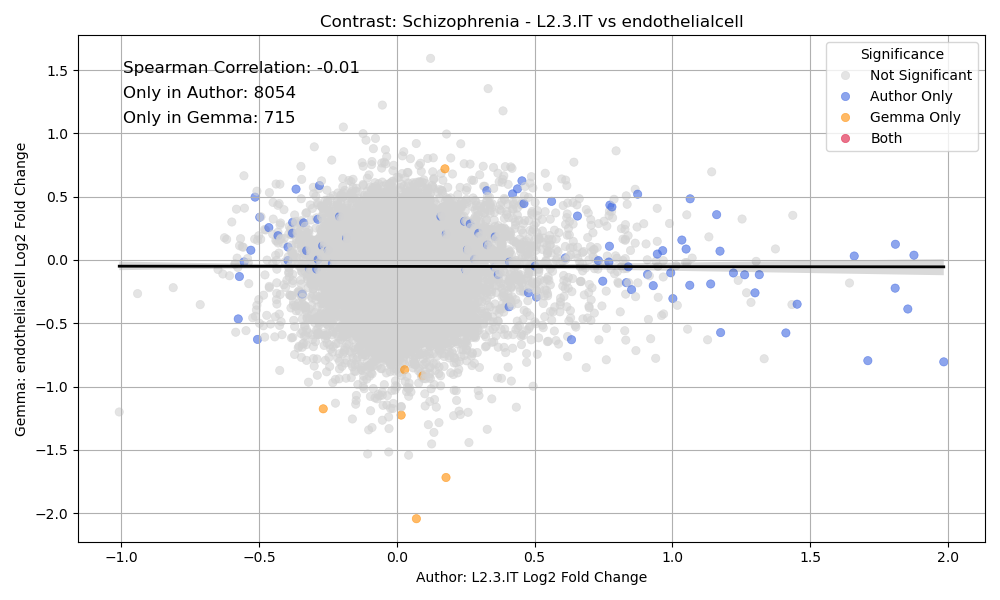 Contrast: Schizophrenia - L2.3.IT vs endothelialcell
Spearman Correlation: -0.01
Only in Author: 8054
Only in Gemma: 715
Significance
Not Significant
Author Only
Gemma Only
Both
Gemma: endothelialcell Log2 Fold Change
1.5
1.0
0.5
0.0
−0.5
−1.0
−1.5
−2.0
−1.0
−0.5
0.0
0.5
1.0
1.5
2.0
Author: L2.3.IT Log2 Fold Change